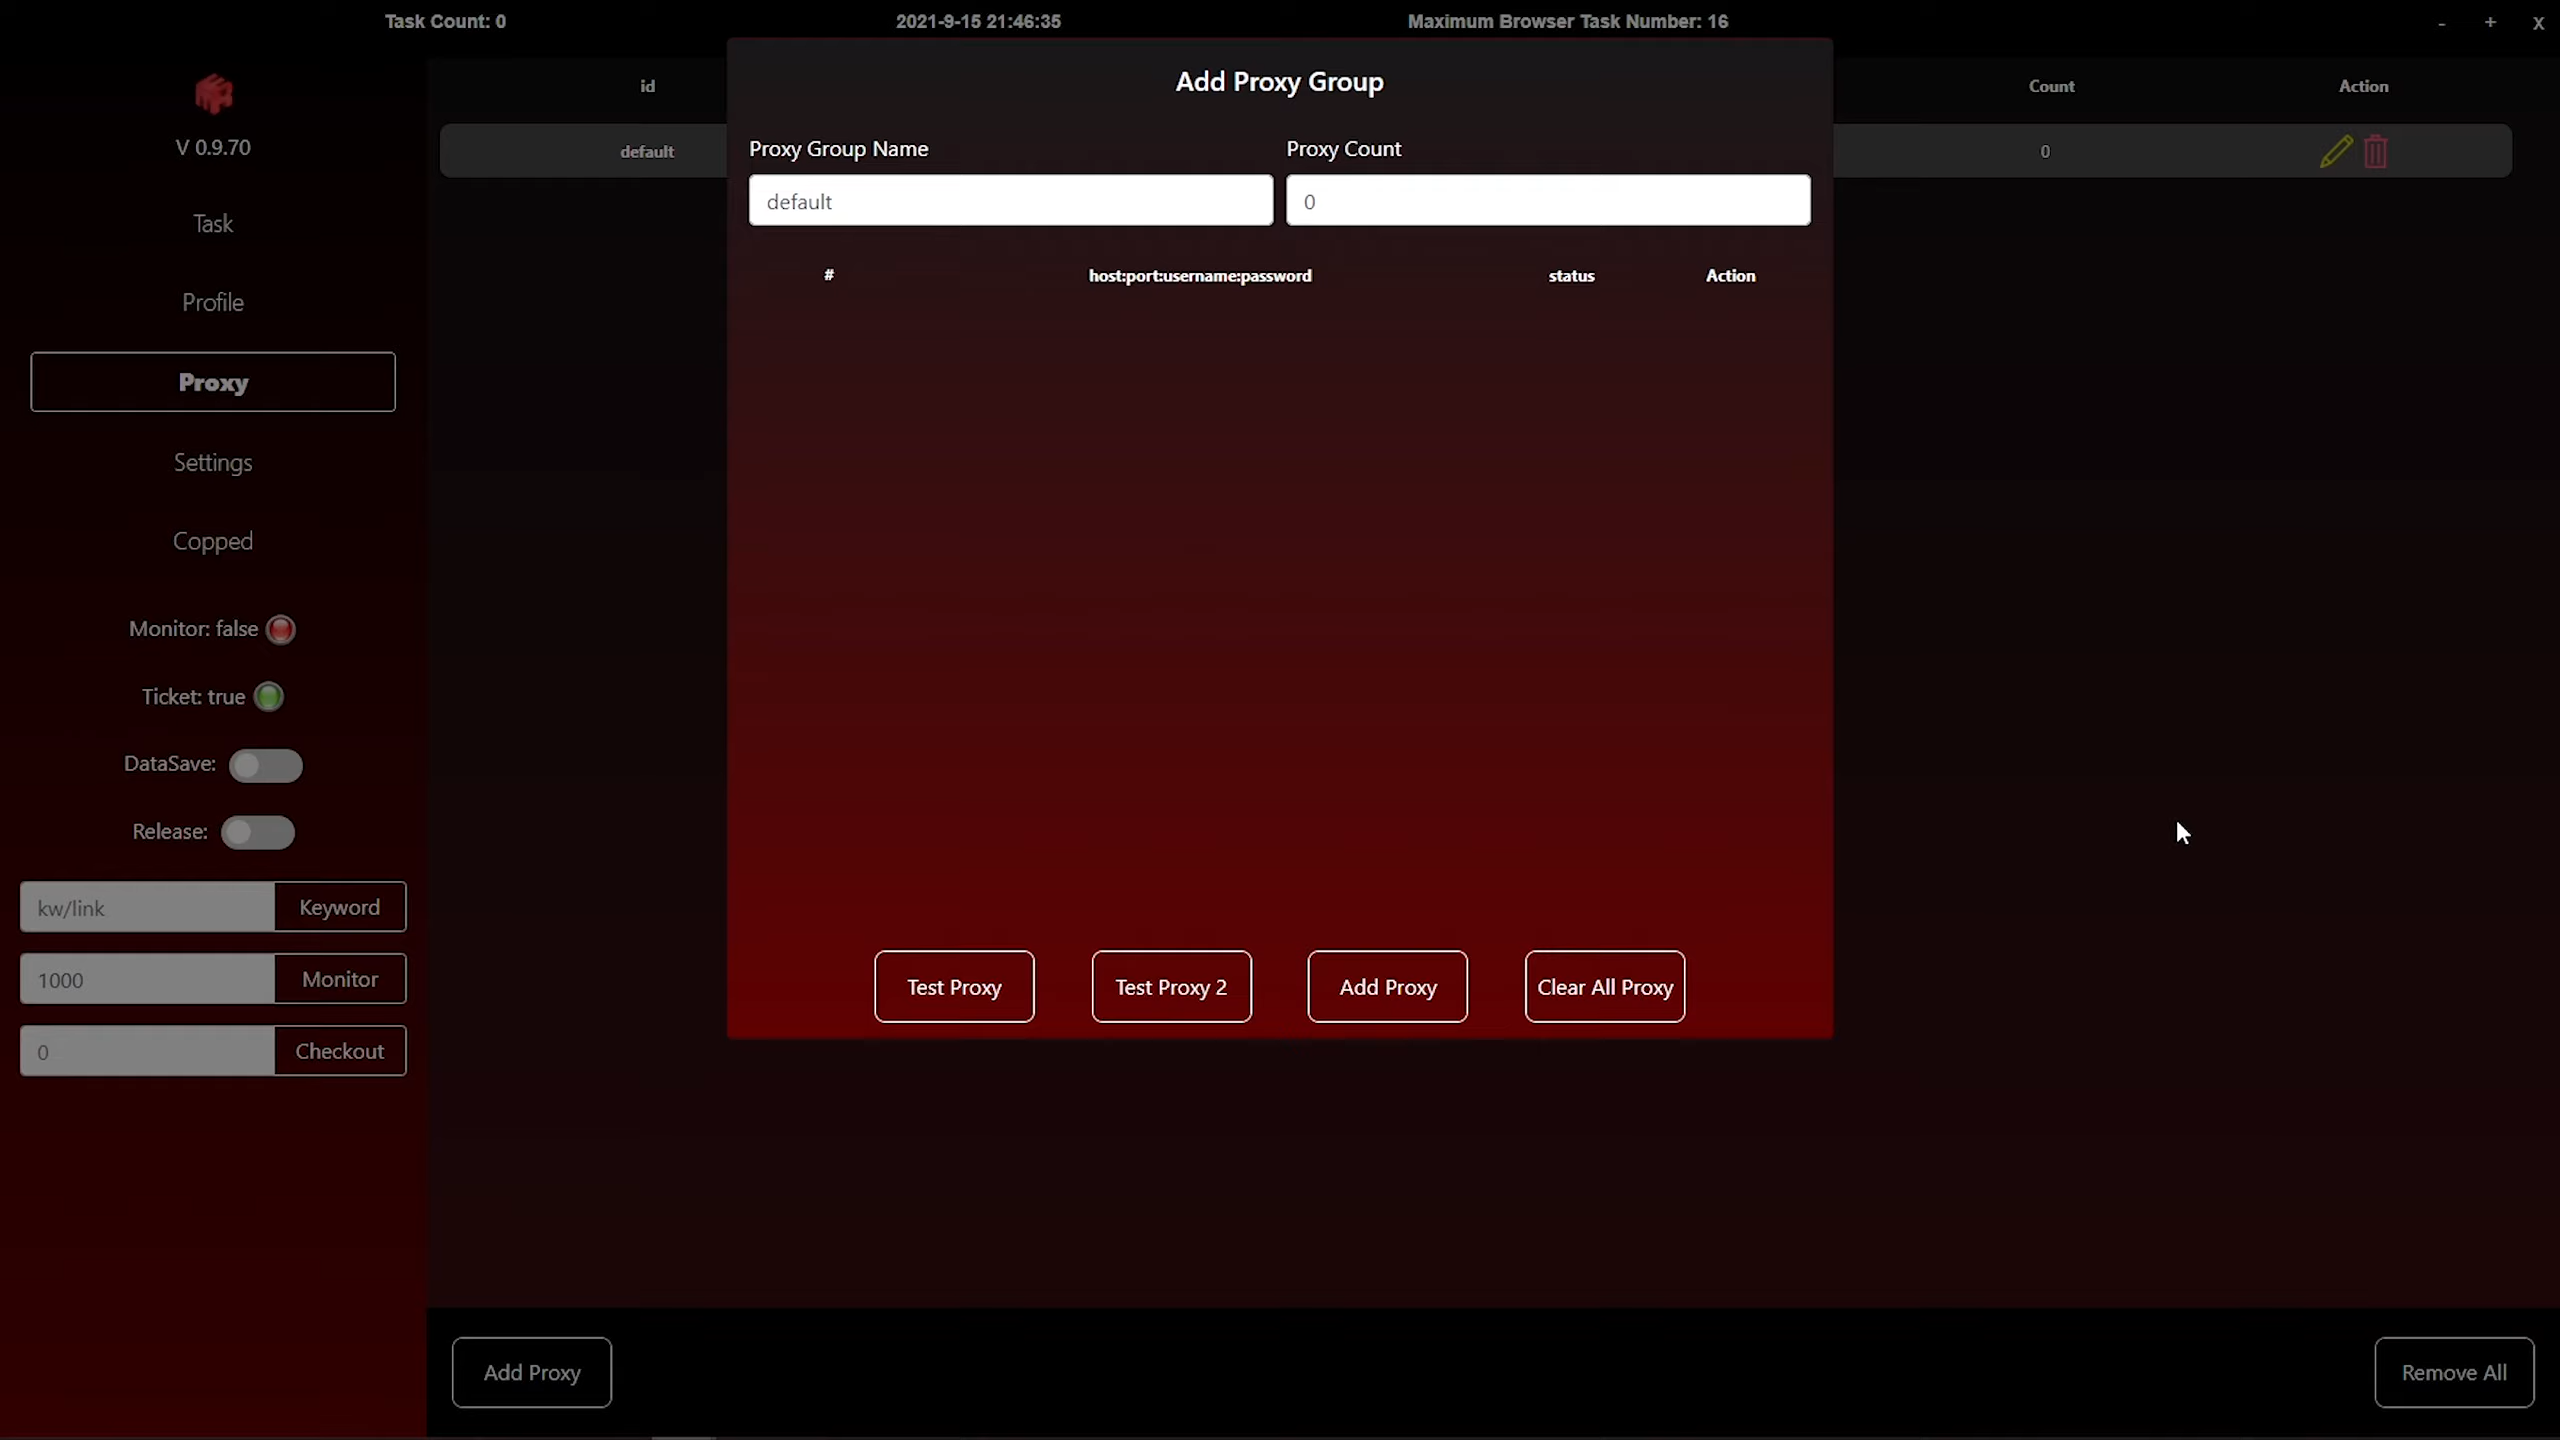 Task Count: 0
2021-9-15 21:46:35
Maximum Browser Task Number: 16
- + x
V 0.9.70
Task
Profile
Proxy
Settings
Copped
Monitor: false
Ticket: true
DataSave:
Release:
kw/link Keyword
1000 Monitor
0 Checkout
id
Count
Action
default
0
Add Proxy Group
Proxy Group Name
Proxy Count
default
0
# host:port:username:password status Action
Test Proxy
Test Proxy 2
Add Proxy
Clear All Proxy
Add Proxy
Remove All